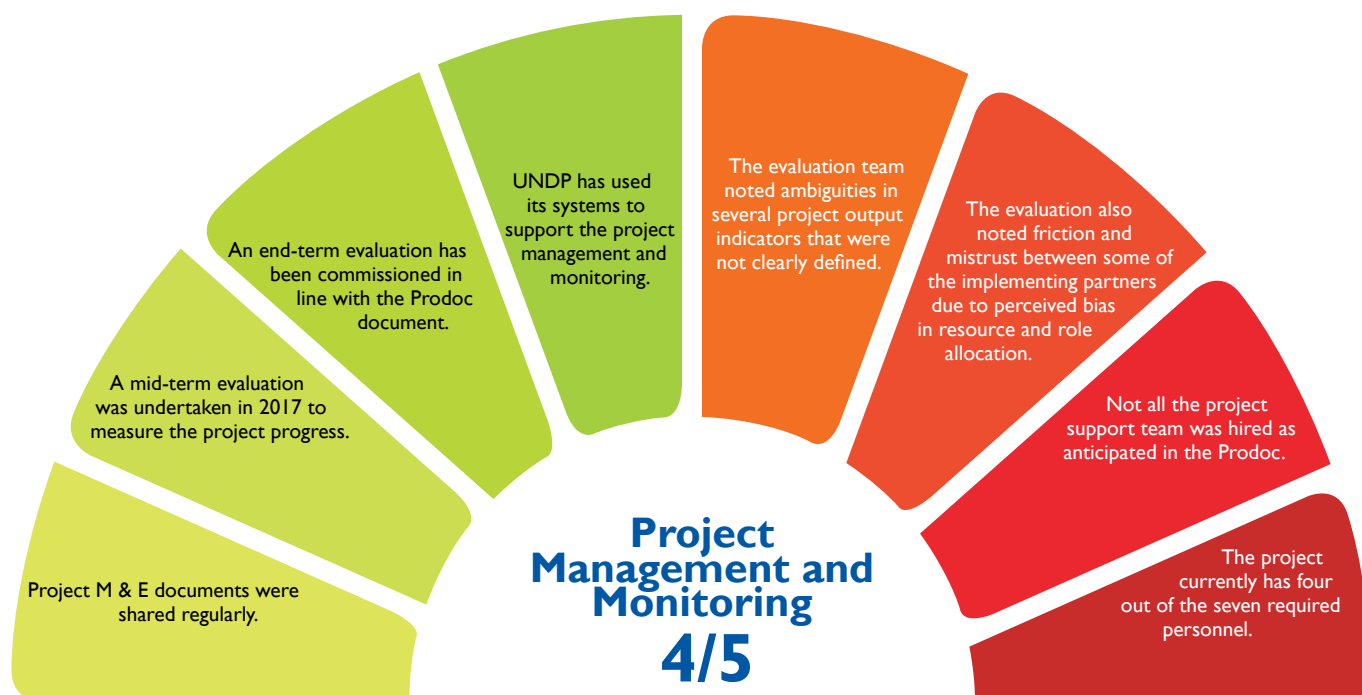 Project M & E documents were
shared regularly.
A mid-term evaluation
was undertaken in 2017 to
measure the project progress.
An end-term evaluation has
been commissioned in
line with the Prodoc
document.
UNDP has used
its systems to
support the project
management and
monitoring.
The evaluation team
noted ambiguities in
several project output
indicators that were
not clearly defined.
The evaluation also
noted friction and
mistrust between some of
the implementing partners
due to perceived bias
in resource and role
allocation.
Not all the project
support team was hired as
anticipated in the Prodoc.
The project
currently has four
out of the seven required
personnel.
Project
Management and
Monitoring
4/5